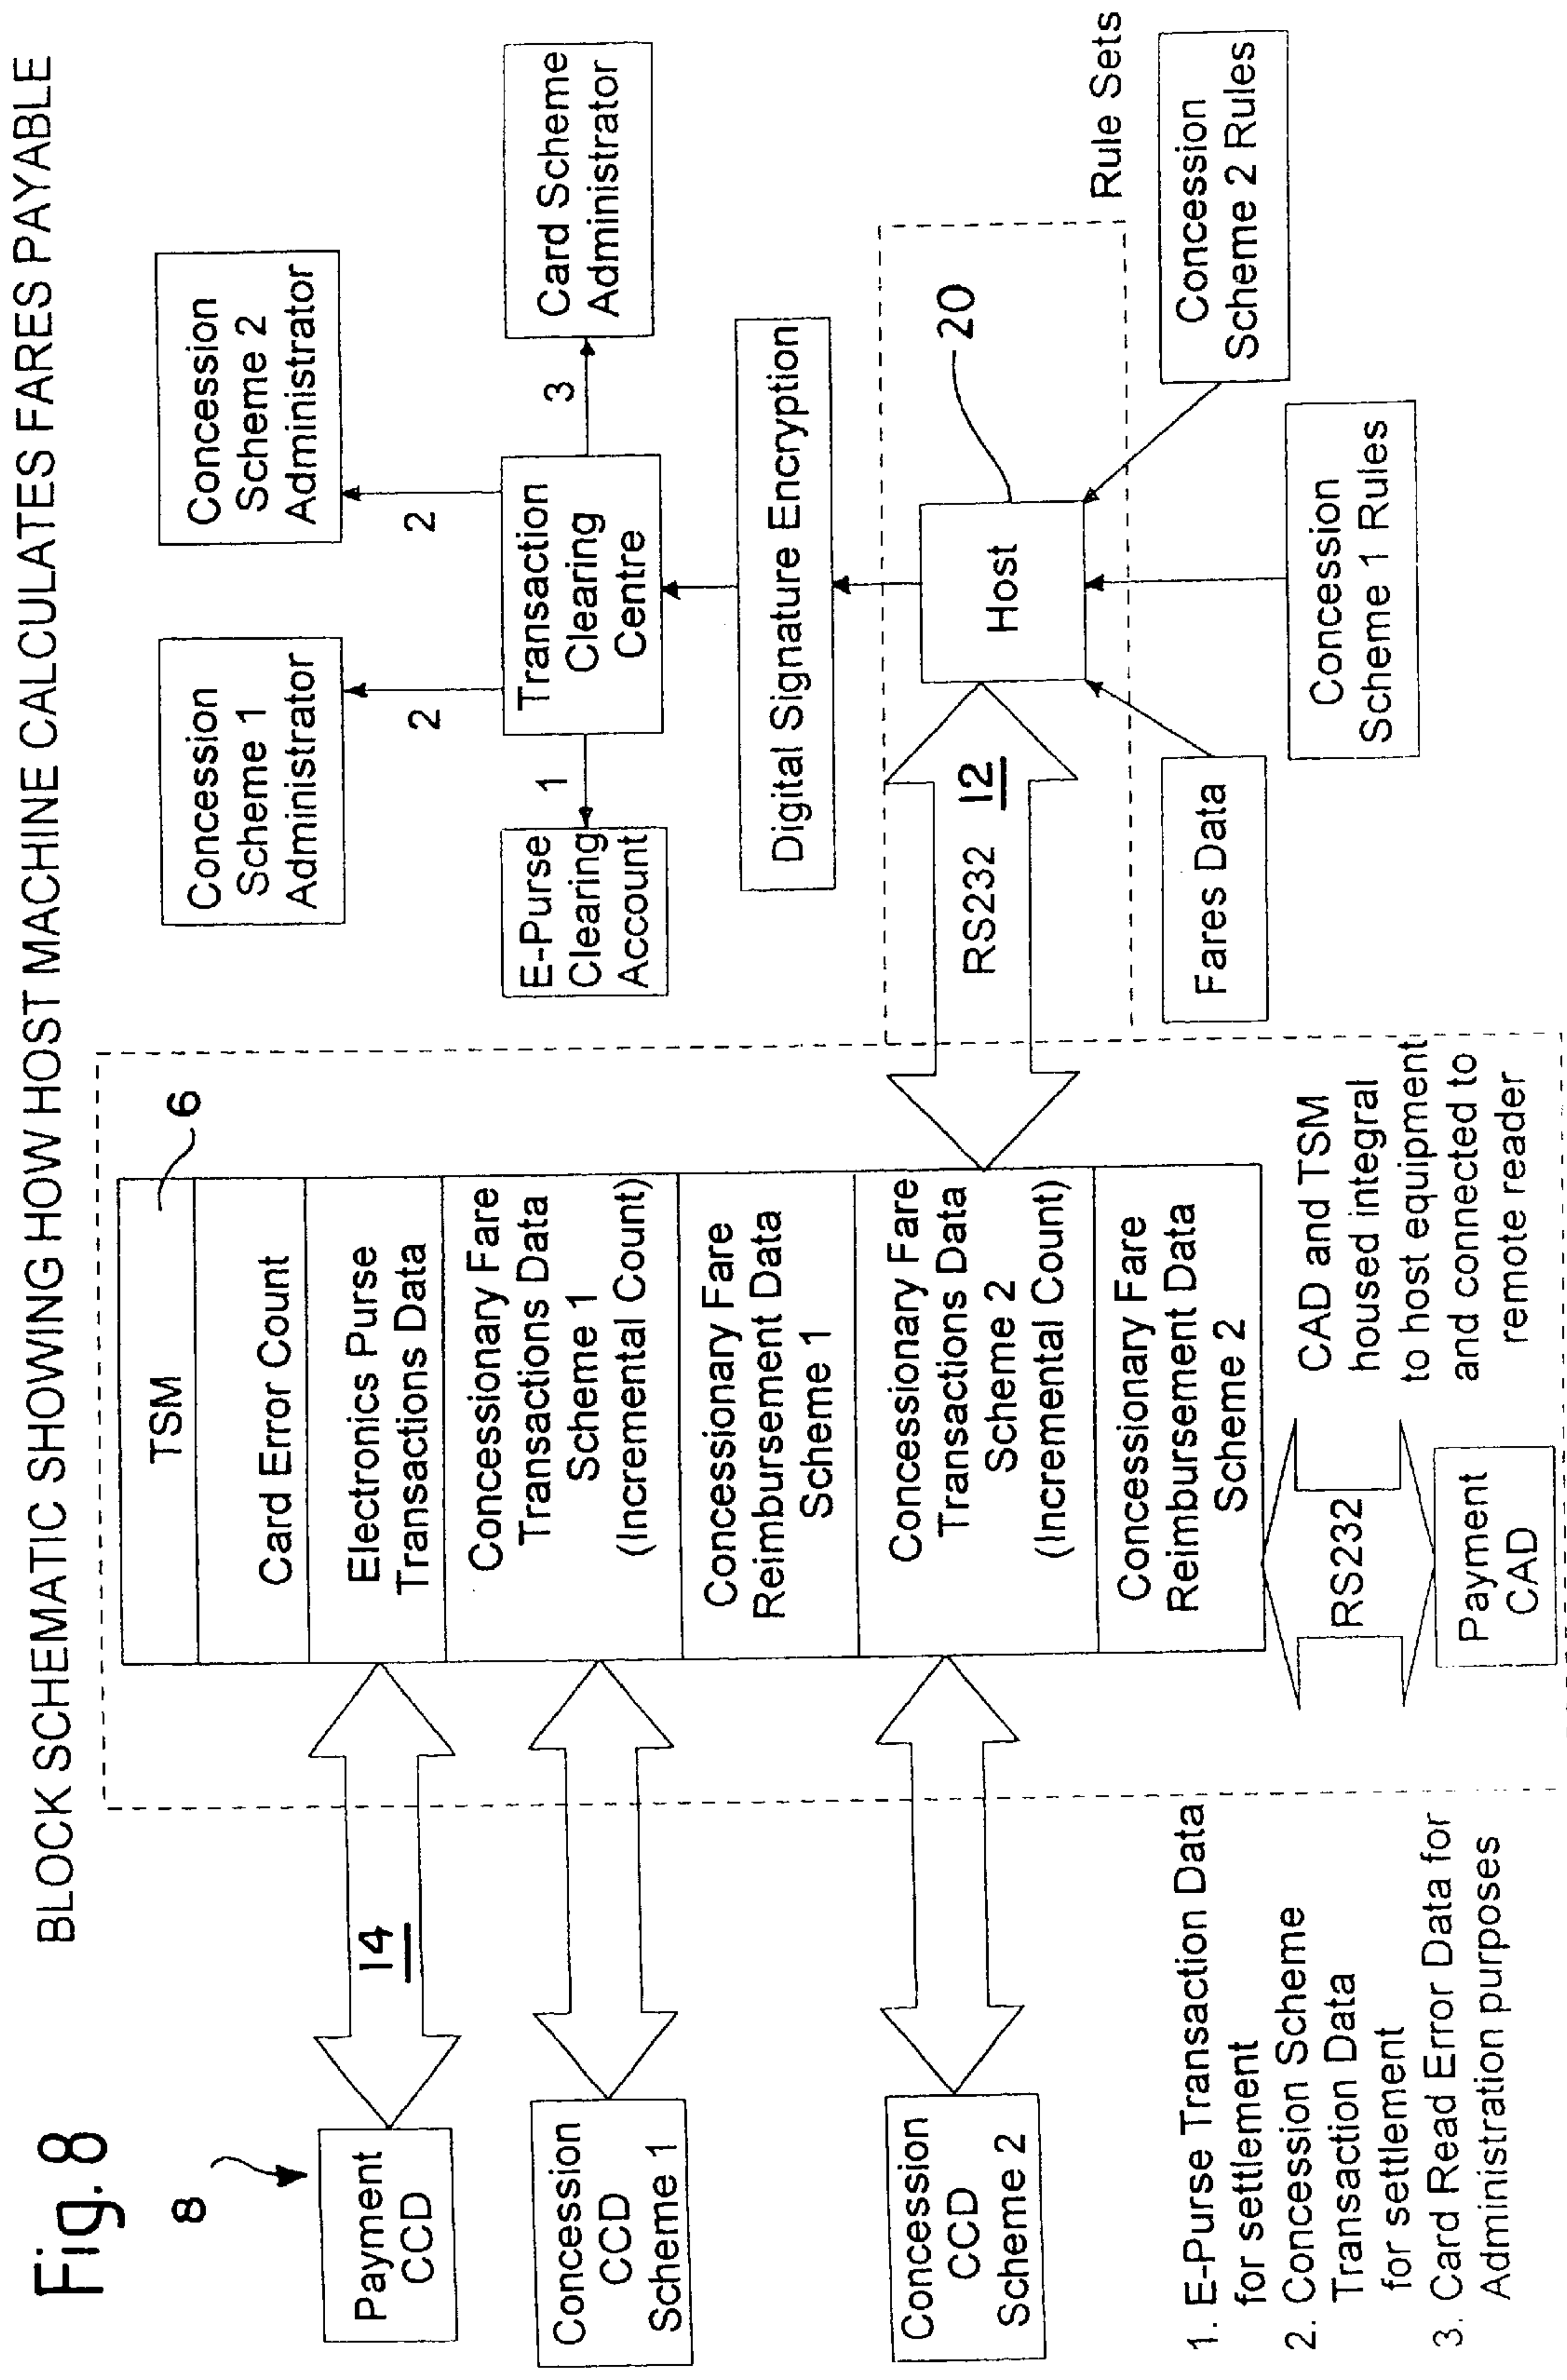 Fig. 8
BLOCK SCHEMATIC SHOWING HOW HOST MACHINE CALCULATES FARES PAYABLE
8
Payment
CCD
14
Concession
CCD
Scheme 1
Concession
CCD
Scheme 2
1. E-Purse Transaction Data
for settlement
2. Concession Scheme
Transaction Data
for settlement
3. Card Read Error Data for
Administration purposes
6
TSM
Card Error Count
Electronics Purse
Transactions Data
Concessionary Fare
Transactions Data
Scheme 1
(Incremental Count)
Concessionary Fare
Reimbursement Data
Scheme 1
Concessionary Fare
Transactions Data
Scheme 2
(Incremental Count)
Concessionary Fare
Reimbursement Data
Scheme 2
RS232
Payment
CAD
CAD and TSM
housed integral
to host equipment
and connected to
remote reader
Concession
Scheme 1
Administrator
Concession
Scheme 2
Administrator
2
2
E-Purse
Clearing
Account
1
Transaction
Clearing
Centre
3
Card Scheme
Administrator
Digital Signature Encryption
RS232
12
Host
20
Rule Sets
Fares Data
Concession
Scheme 1 Rules
Concession
Scheme 2 Rules